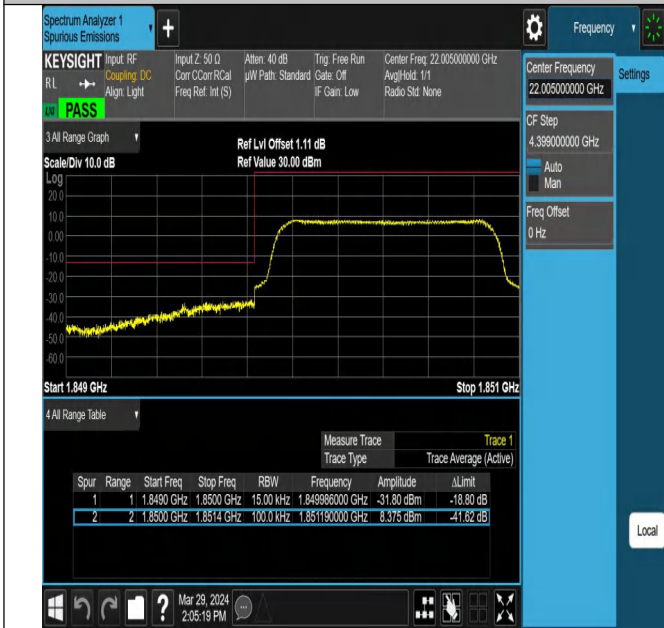 Spectrum Analyzer 1
Spurious Emissions
Frequency
KEYSIGHT Input: RF Input Z: 50 Ω Atten: 40 dB Trig: Free Run Center Freq: 22.005000000 GHz
RL Coupling: DC Corr CCorr RCal µW Path: Standard Gate: Off Avg|Hold: 1/1
Align: Light Freq Ref: Int (S) IF Gain: Low Radio Std: None
PASS
Center Frequency
22.005000000 GHz
Settings
CF Step
4.399000000 GHz
Auto
Man
Freq Offset
0 Hz
3 All Range Graph
Ref Lvl Offset 1.11 dB
Scale/Div 10.0 dB Ref Value 30.00 dBm
Log
20.0
10.0
0.00
-10.0
-20.0
-30.0
-40.0
-50.0
-60.0
Start 1.849 GHz Stop 1.851 GHz
4 All Range Table
Measure Trace Trace 1
Trace Type Trace Average (Active)
Spur Range Start Freq Stop Freq RBW Frequency Amplitude ΔLimit
1 1 1.8490 GHz 1.8500 GHz 15.00 kHz 1.849986000 GHz -31.80 dBm -18.80 dB
2 2 1.8500 GHz 1.8514 GHz 100.0 kHz 1.851190000 GHz 8.375 dBm -41.62 dB
Local
Mar 29, 2024
2:05:19 PM